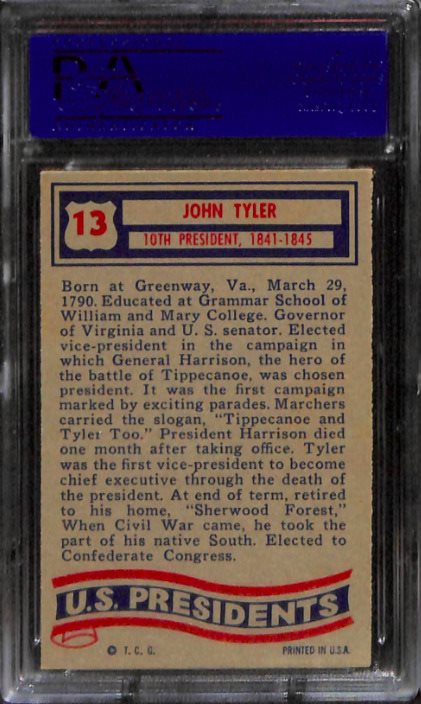 13
JOHN TYLER
10TH PRESIDENT, 1841-1845
Born at Greenway, Va., March 29,
1790. Educated at Grammar School of
William and Mary College. Governor
of Virginia and U. S. senator. Elected
vice-president in the campaign in
which General Harrison, the hero of
the battle of Tippecanoe, was chosen
president. It was the first campaign
marked by exciting parades. Marchers
carried the slogan, "Tippecanoe and
Tyler Too." President Harrison died
one month after taking office. Tyler
was the first vice-president to become
chief executive through the death of
the president. At end of term, retired
to his home, "Sherwood Forest,"
When Civil War came, he took the
part of his native South. Elected to
Confederate Congress.
U.S. PRESIDENTS
© T. C. G. PRINTED IN U.S.A.